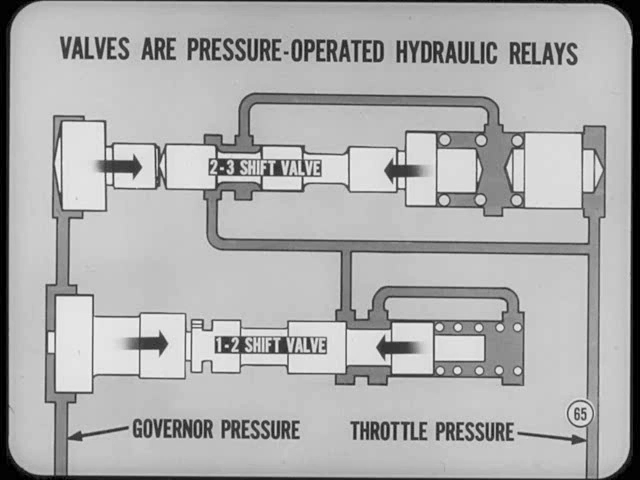 VALVES ARE PRESSURE-OPERATED HYDRAULIC RELAYS
2-3 SHIFT VALVE
1-2 SHIFT VALVE
65
GOVERNOR PRESSURE
THROTTLE PRESSURE